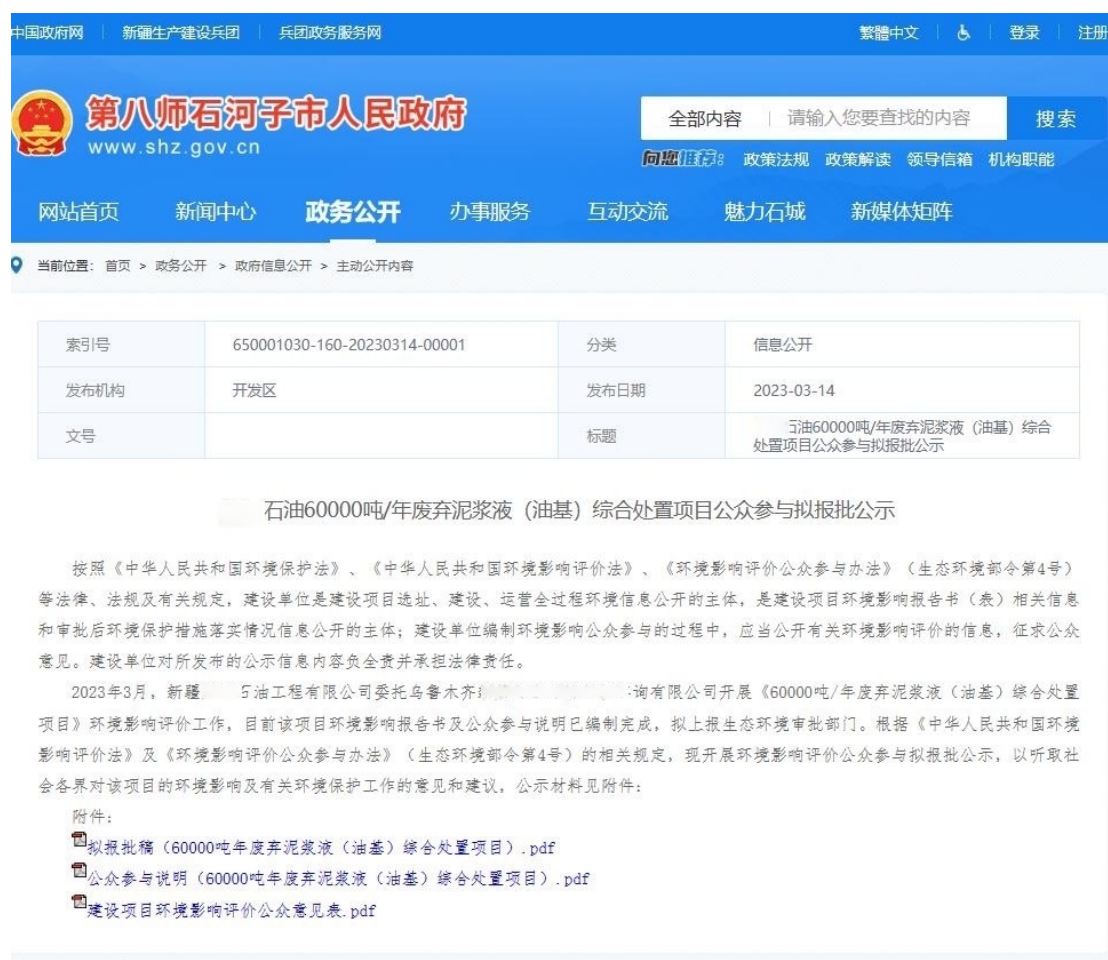 中国政府网 新疆生产建设兵团 兵团政务服务网 繁體中文 登录 注册
第八师石河子市人民政府
www.shz.gov.cn
全部内容 请输入您要查找的内容 搜索
向您推荐: 政策法规 政策解读 领导信箱 机构职能
网站首页 新闻中心 政务公开 办事服务 互动交流 魅力石城 新媒体矩阵
当前位置: 首页 > 政务公开 > 政府信息公开 > 主动公开内容
索引号 650001030-160-20230314-00001 分类 信息公开
发布机构 开发区 发布日期 2023-03-14
文号 标题 石油60000吨/年废弃泥浆液（油基）综合
处置项目公众参与拟报批公示
石油60000吨/年废弃泥浆液（油基）综合处置项目公众参与拟报批公示
按照《中华人民共和国环境保护法》、《中华人民共和国环境影响评价法》、《环境影响评价公众参与办法》（生态环境部令第4号）
等法律、法规及有关规定，建设单位是建设项目选址、建设、运营全过程环境信息公开的主体，是建设项目环境影响报告书（表）相关信息
和审批后环境保护措施落实情况信息公开的主体；建设单位编制环境影响公众参与的过程中，应当公开有关环境影响评价的信息，征求公众
意见。建设单位对所发布的公示信息内容负全责并承担法律责任。
2023年3月，新疆 石油工程有限公司委托乌鲁木齐 咨询有限公司开展《60000吨/年废弃泥浆液（油基）综合处置
项目》环境影响评价工作，目前该项目环境影响报告书及公众参与说明已编制完成，拟上报生态环境审批部门。根据《中华人民共和国环境
影响评价法》及《环境影响评价公众参与办法》（生态环境部令第4号）的相关规定，现开展环境影响评价公众参与拟报批公示，以听取社
会各界对该项目的环境影响及有关环境保护工作的意见和建议，公示材料见附件：
附件：
拟报批稿（60000吨年废弃泥浆液（油基）综合处置项目）.pdf
公众参与说明（60000吨年废弃泥浆液（油基）综合处置项目）.pdf
建设项目环境影响评价公众意见表.pdf